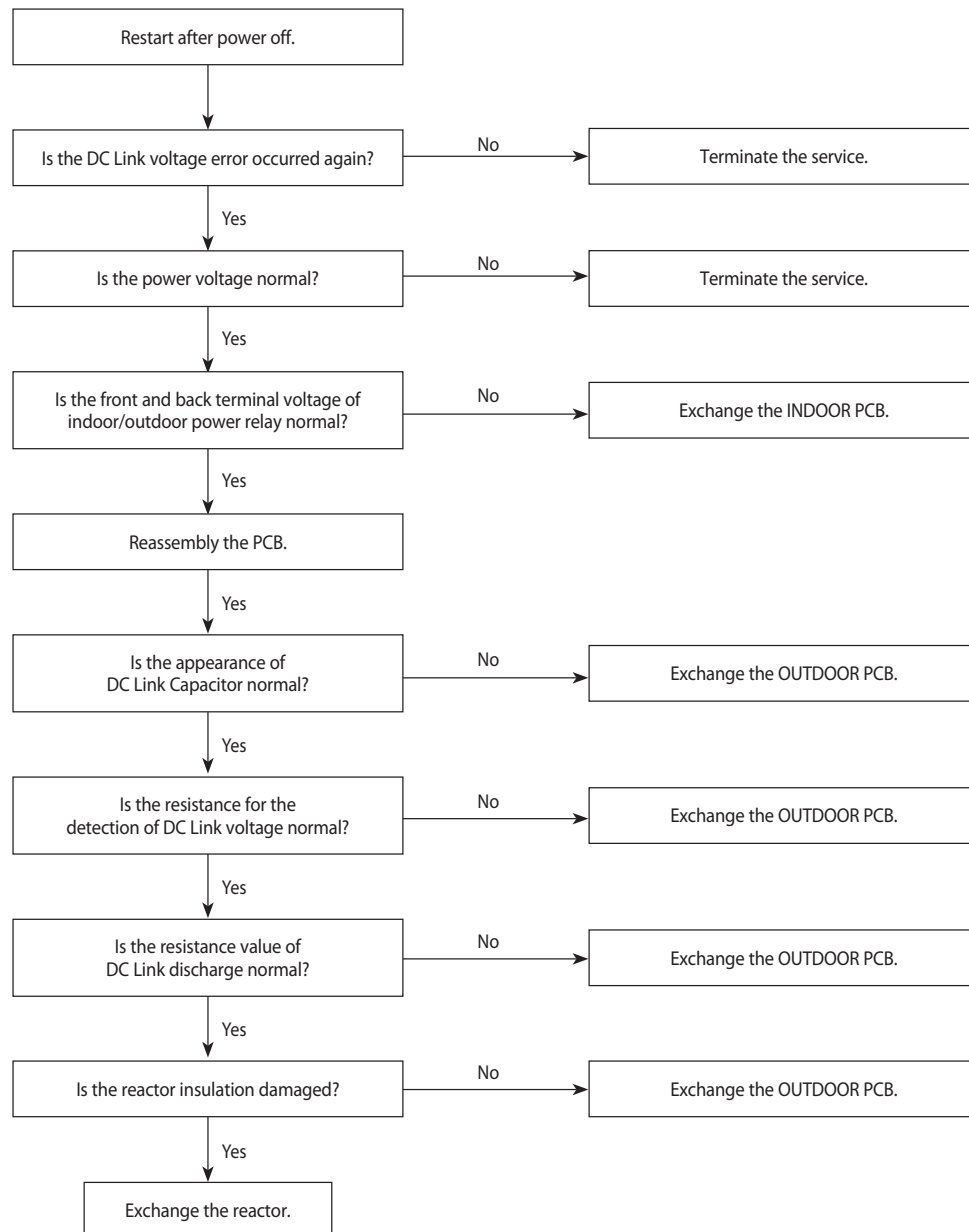 Restart after power off.
Is the DC Link voltage error occurred again?
No
Terminate the service.
Yes
Is the power voltage normal?
No
Terminate the service.
Yes
Is the front and back terminal voltage of
indoor/outdoor power relay normal?
No
Exchange the INDOOR PCB.
Yes
Reassembly the PCB.
Yes
Is the appearance of
DC Link Capacitor normal?
No
Exchange the OUTDOOR PCB.
Yes
Is the resistance for the
detection of DC Link voltage normal?
No
Exchange the OUTDOOR PCB.
Yes
Is the resistance value of
DC Link discharge normal?
No
Exchange the OUTDOOR PCB.
Yes
Is the reactor insulation damaged?
No
Exchange the OUTDOOR PCB.
Yes
Exchange the reactor.